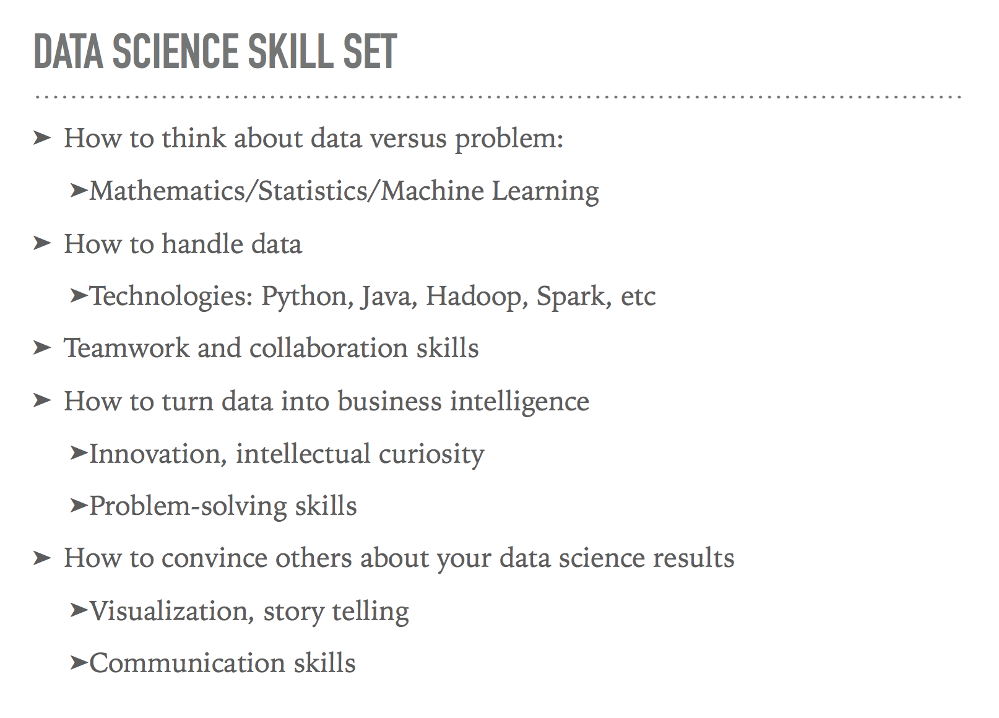 DATA SCIENCE SKILL SET
➤ How to think about data versus problem:
➤Mathematics/Statistics/Machine Learning
➤ How to handle data
➤Technologies: Python, Java, Hadoop, Spark, etc
➤ Teamwork and collaboration skills
➤ How to turn data into business intelligence
➤Innovation, intellectual curiosity
➤Problem-solving skills
➤ How to convince others about your data science results
➤Visualization, story telling
➤Communication skills